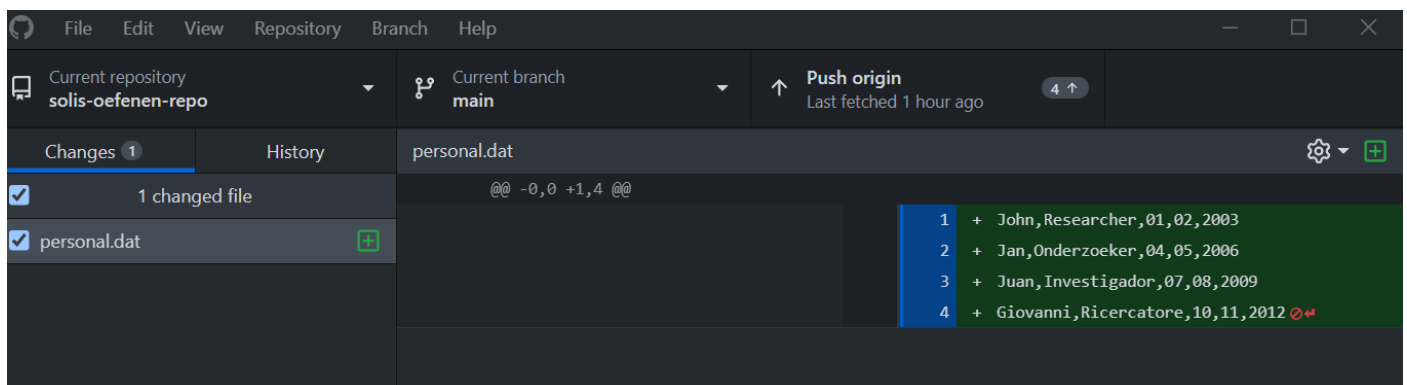 File Edit View Repository Branch Help
Current repository
solis-oefenen-repo
Current branch
main
Push origin
Last fetched 1 hour ago
4
Changes 1
History
1 changed file
personal.dat
personal.dat
@@ -0,0 +1,4 @@
1 + John,Researcher,01,02,2003
2 + Jan,Onderzoeker,04,05,2006
3 + Juan,Investigador,07,08,2009
4 + Giovanni,Ricercatore,10,11,2012